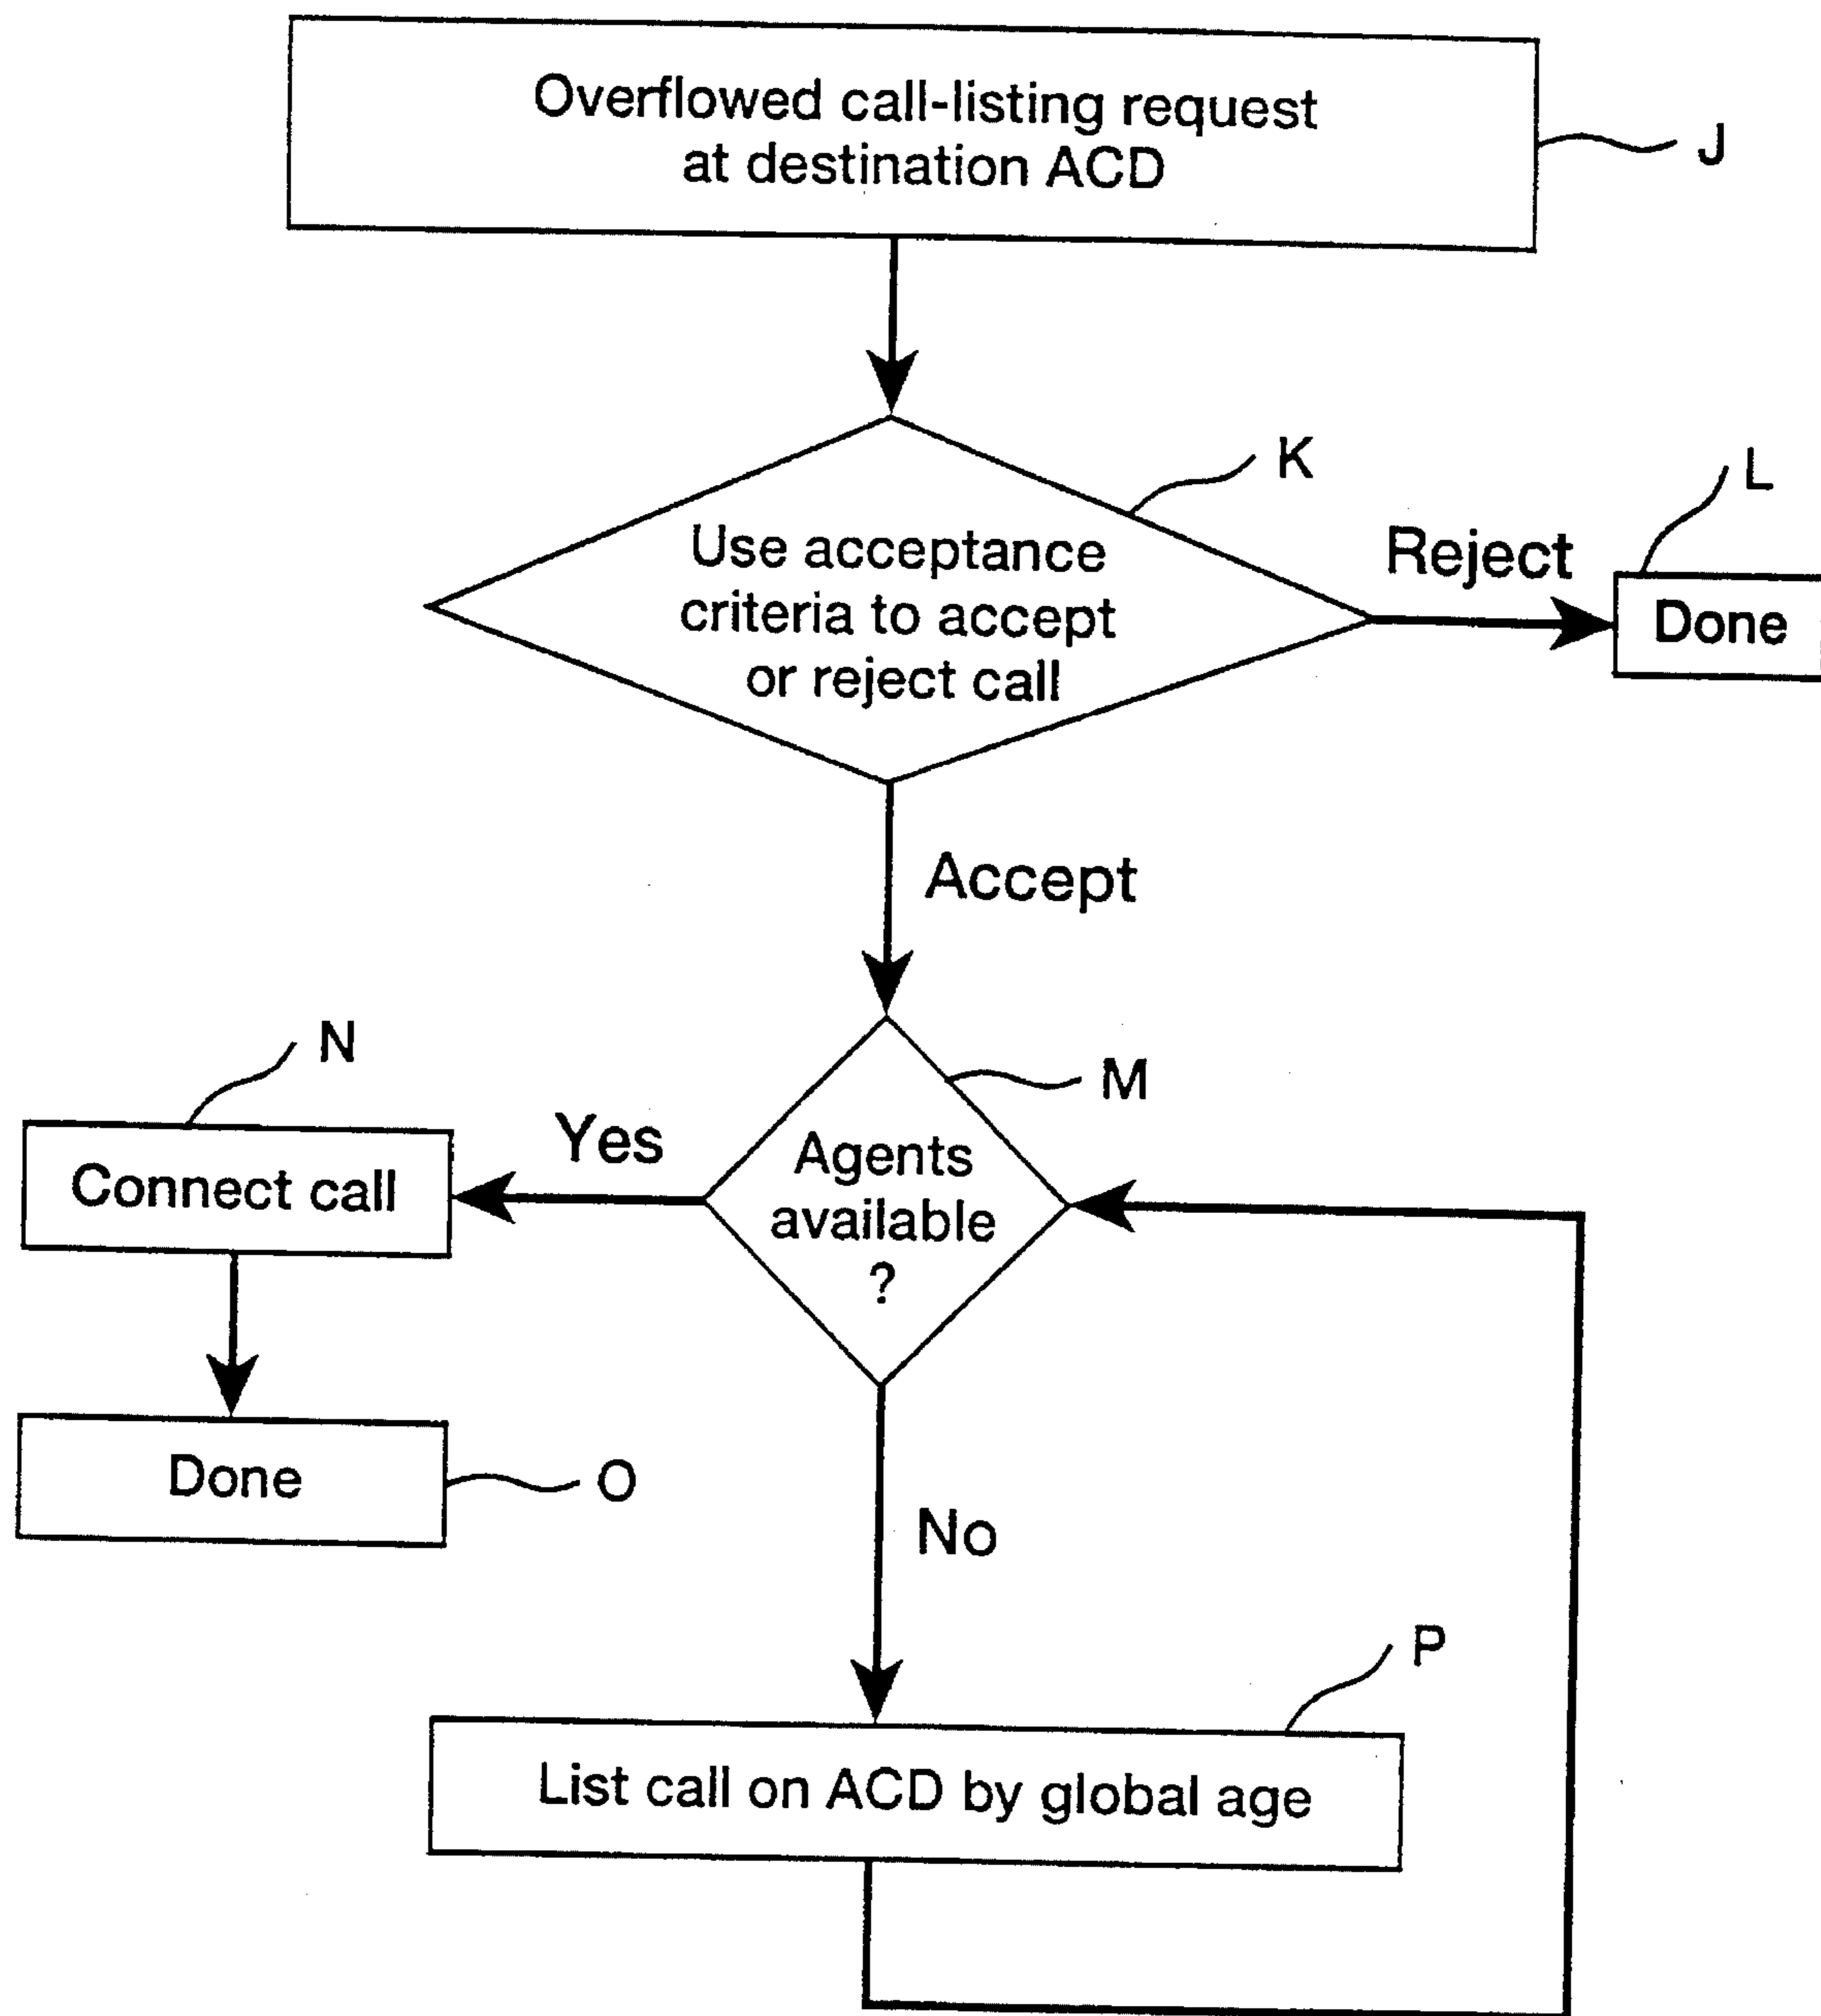 Overflowed call-listing request
at destination ACD
J
K
L
Use acceptance
criteria to accept
or reject call
Reject
Done
Accept
N
M
Yes
Connect call
Agents
available
?
Done
O
No
P
List call on ACD by global age